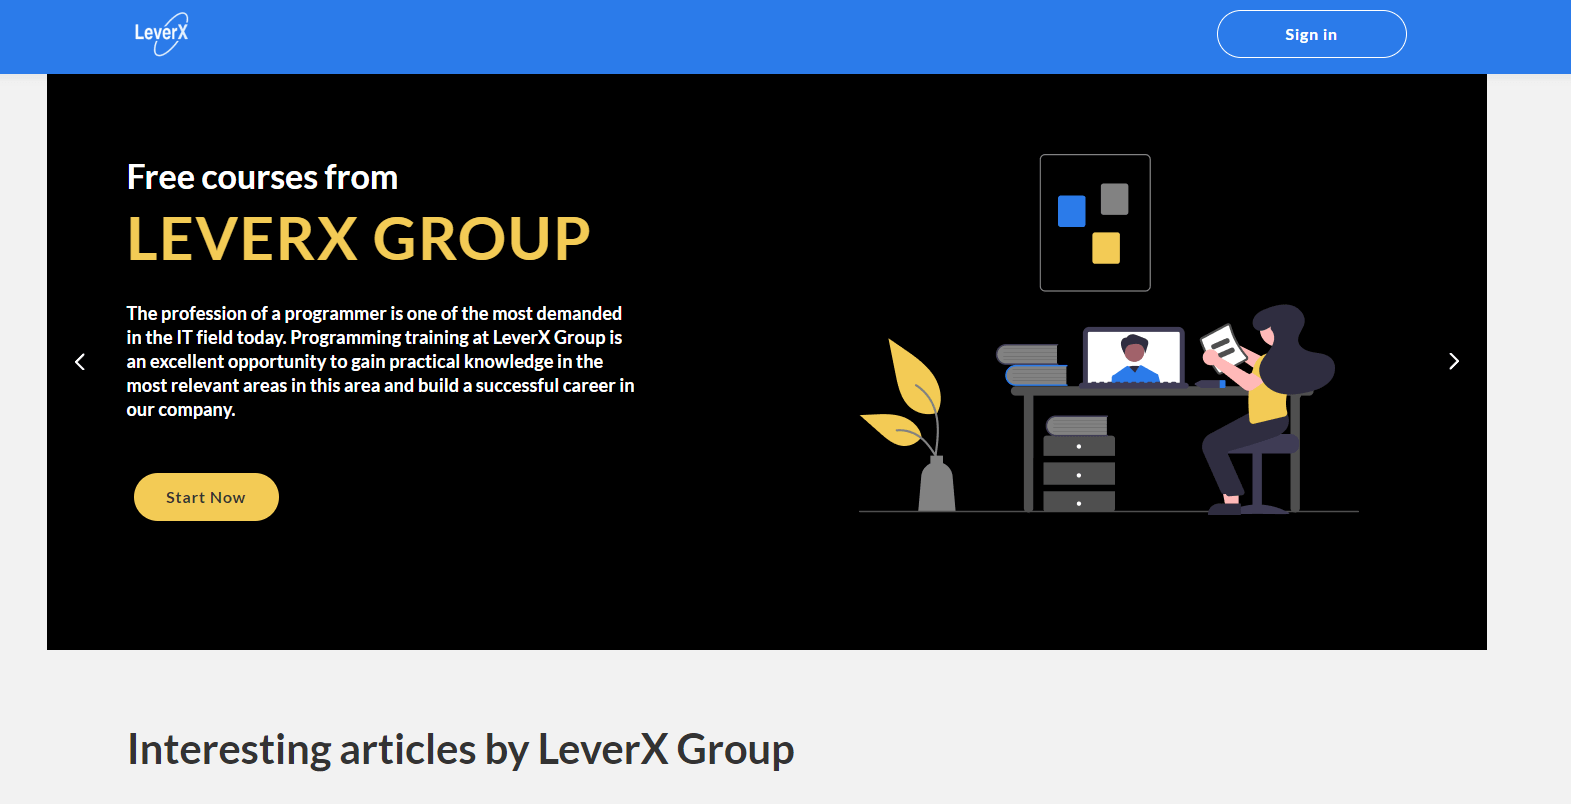 LeverX
Sign in
Free courses from
LEVERX GROUP
The profession of a programmer is one of the most demanded
in the IT field today. Programming training at LeverX Group is
an excellent opportunity to gain practical knowledge in the
most relevant areas in this area and build a successful career in
our company.
Start Now
Interesting articles by LeverX Group